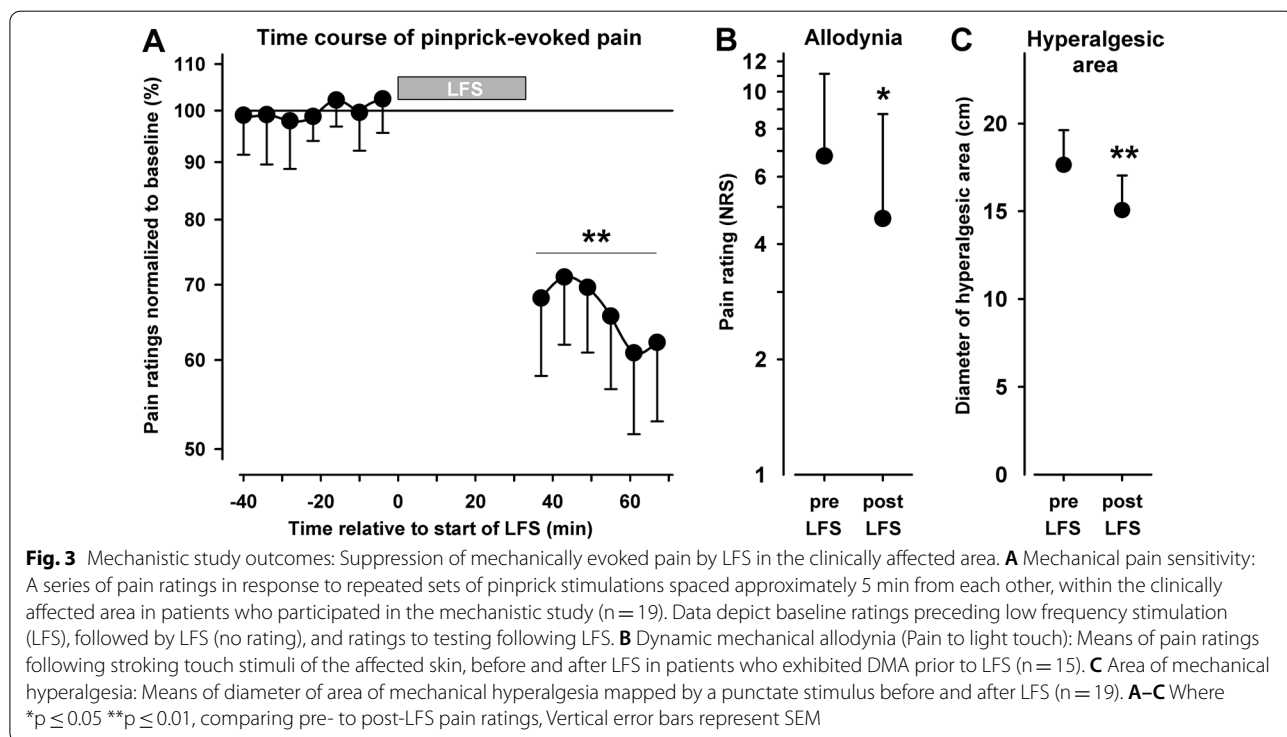 A
Time course of pinprick-evoked pain
Pain ratings normalized to baseline (%)
110
100
90
80
70
60
50
LFS
**
-40
-20
0
20
40
60
Time relative to start of LFS (min)
B
Allodynia
Pain rating (NRS)
12
10
8
6
4
2
1
*
pre
LFS
post
LFS
C
Hyperalgesic
area
Diameter of hyperalgesic area (cm)
20
15
10
5
0
**
pre
LFS
post
LFS
Fig. 3 Mechanistic study outcomes: Suppression of mechanically evoked pain by LFS in the clinically affected area. A Mechanical pain sensitivity:
A series of pain ratings in response to repeated sets of pinprick stimulations spaced approximately 5 min from each other, within the clinically
affected area in patients who participated in the mechanistic study (n = 19). Data depict baseline ratings preceding low frequency stimulation
(LFS), followed by LFS (no rating), and ratings to testing following LFS. B Dynamic mechanical allodynia (Pain to light touch): Means of pain ratings
following stroking touch stimuli of the affected skin, before and after LFS in patients who exhibited DMA prior to LFS (n = 15). C Area of mechanical
hyperalgesia: Means of diameter of area of mechanical hyperalgesia mapped by a punctate stimulus before and after LFS (n = 19). A–C Where
*p ≤ 0.05 **p ≤ 0.01, comparing pre- to post-LFS pain ratings, Vertical error bars represent SEM